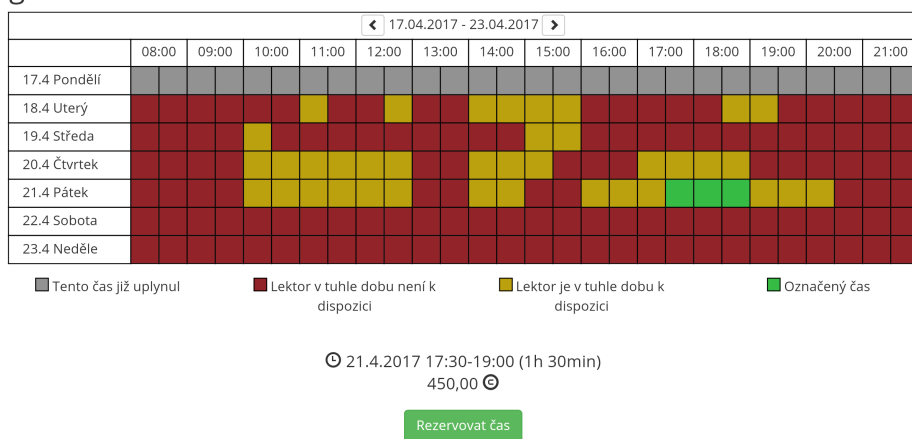 17.04.2017 - 23.04.2017
08:00 09:00 10:00 11:00 12:00 13:00 14:00 15:00 16:00 17:00 18:00 19:00 20:00 21:00
17.4 Pondělí
18.4 Uterý
19.4 Středa
20.4 Čtvrtek
21.4 Pátek
22.4 Sobota
23.4 Neděle
Tento čas již uplynul
Lektor v tuhle dobu není k
dispozici
Lektor je v tuhle dobu k
dispozici
Označený čas
21.4.2017 17:30-19:00 (1h 30min)
450,00 ©
Rezervovat čas